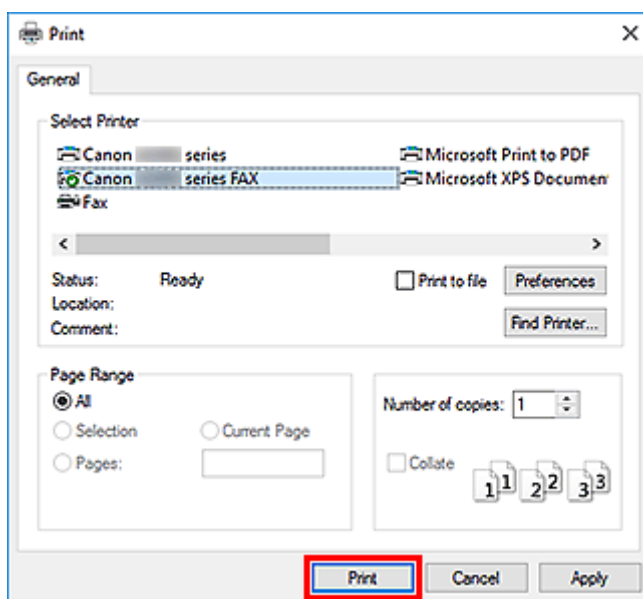 Print
General
Select Printer
Canon series
Microsoft Print to PDF
Canon series FAX
Microsoft XPS Documen
Fax
Status: Ready
Print to file
Preferences
Location:
Comment:
Find Printer...
Page Range
All
Number of copies: 1
Selection
Current Page
Pages:
Collate
1 1 2 2 3 3
Print
Cancel
Apply